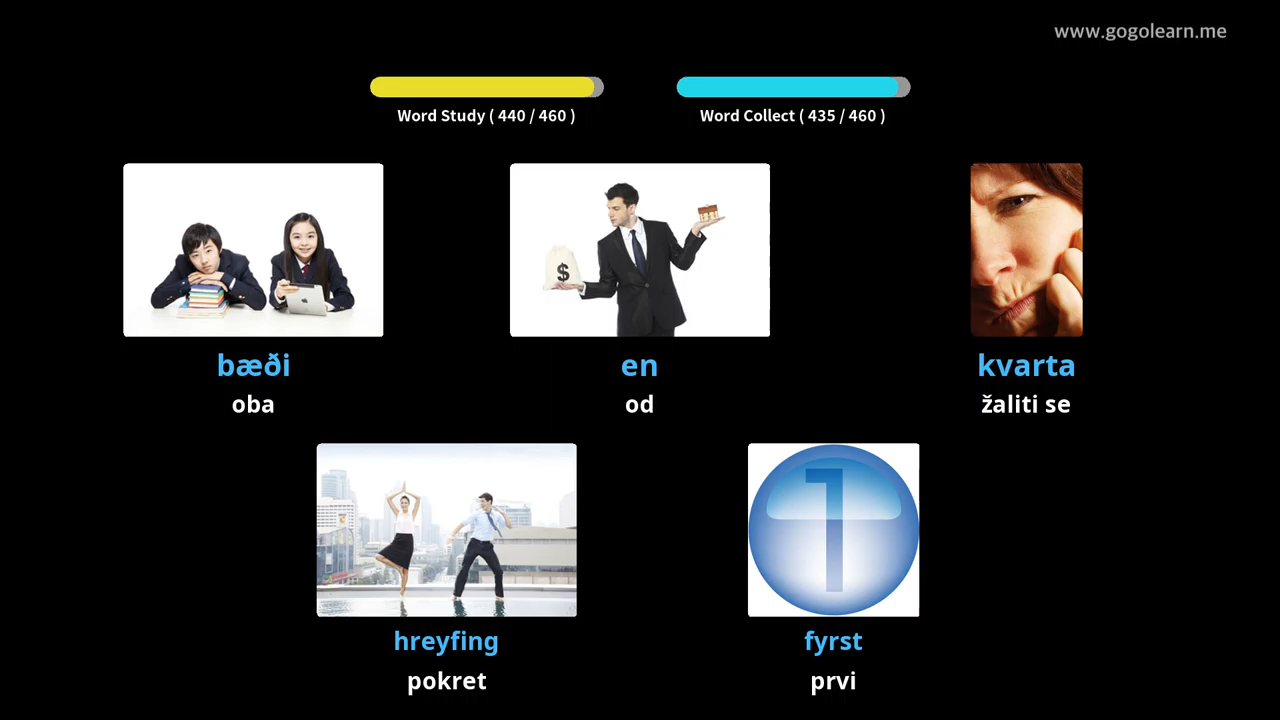 www.gogolearn.me
Word Study ( 440 / 460 )
Word Collect ( 435 / 460 )
$
bæði
en
kvarta
oba
od
žaliti se
1
hreyfing
fyrst
pokret
prvi